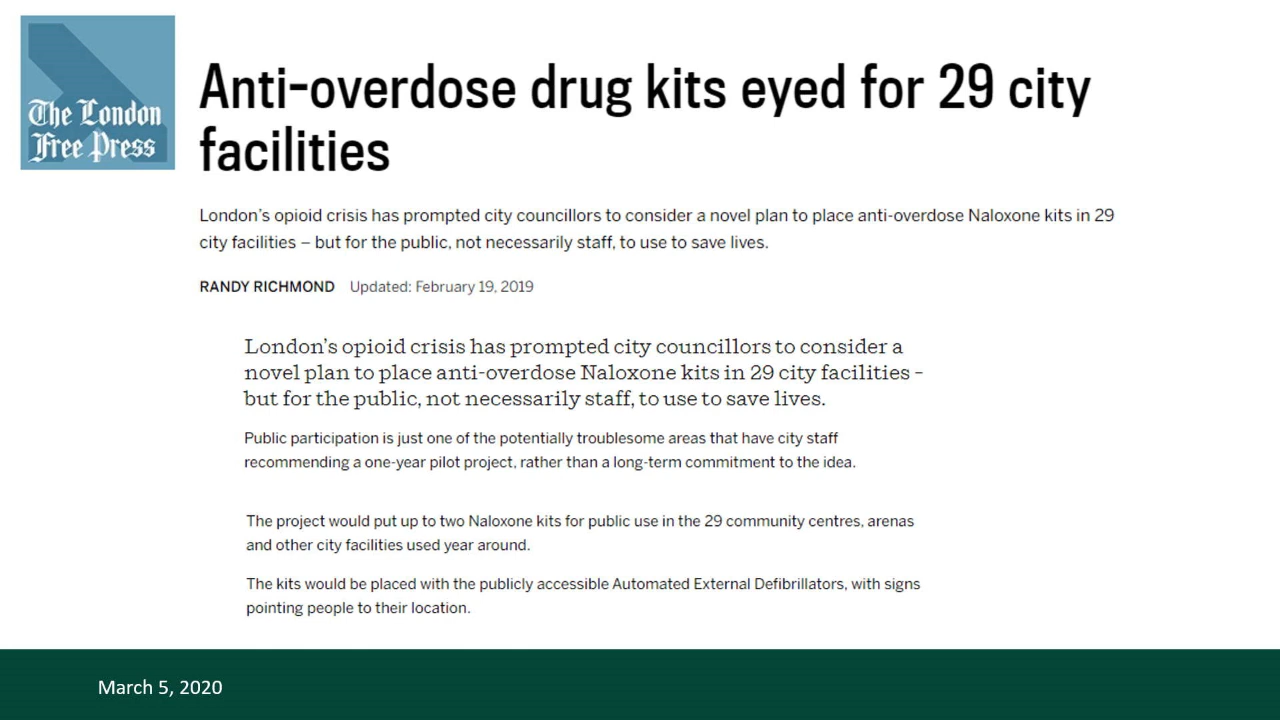 The London
Free Press
Anti-overdose drug kits eyed for 29 city
facilities
London’s opioid crisis has prompted city councillors to consider a novel plan to place anti-overdose Naloxone kits in 29
city facilities – but for the public, not necessarily staff, to use to save lives.
RANDY RICHMOND Updated: February 19, 2019
London’s opioid crisis has prompted city councillors to consider a
novel plan to place anti-overdose Naloxone kits in 29 city facilities –
but for the public, not necessarily staff, to use to save lives.
Public participation is just one of the potentially troublesome areas that have city staff
recommending a one-year pilot project, rather than a long-term commitment to the idea.
The project would put up to two Naloxone kits for public use in the 29 community centres, arenas
and other city facilities used year around.
The kits would be placed with the publicly accessible Automated External Defibrillators, with signs
pointing people to their location.
March 5, 2020